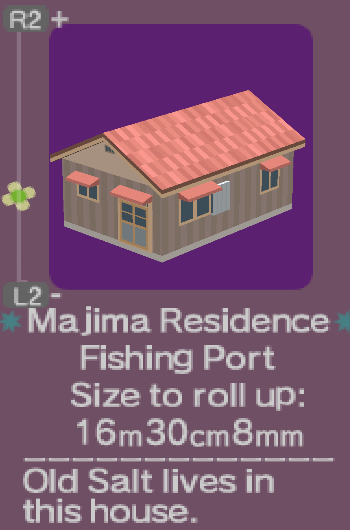 R2 +
L2 -
Majima Residence
Fishing Port
Size to roll up:
16m30cm8mm
Old Salt lives in
this house.